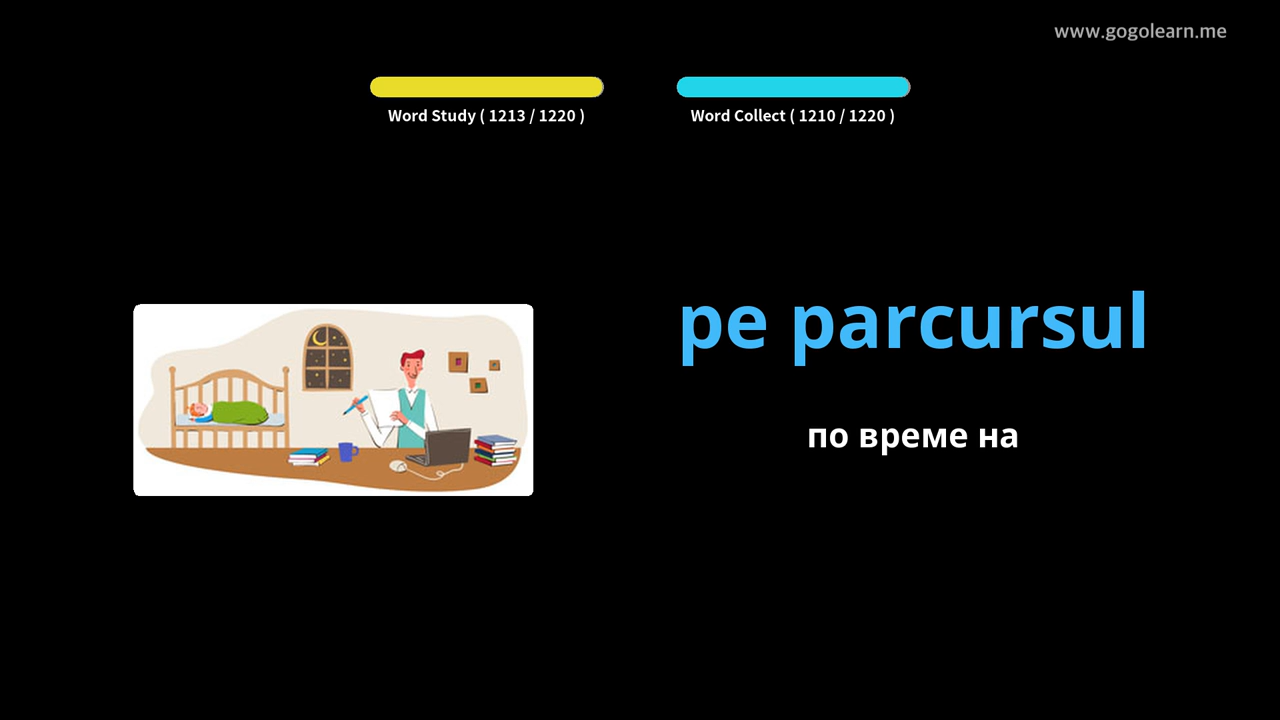 www.gogolearn.me
Word Study ( 1213 / 1220 )
Word Collect ( 1210 / 1220 )
pe parcursul
по време на